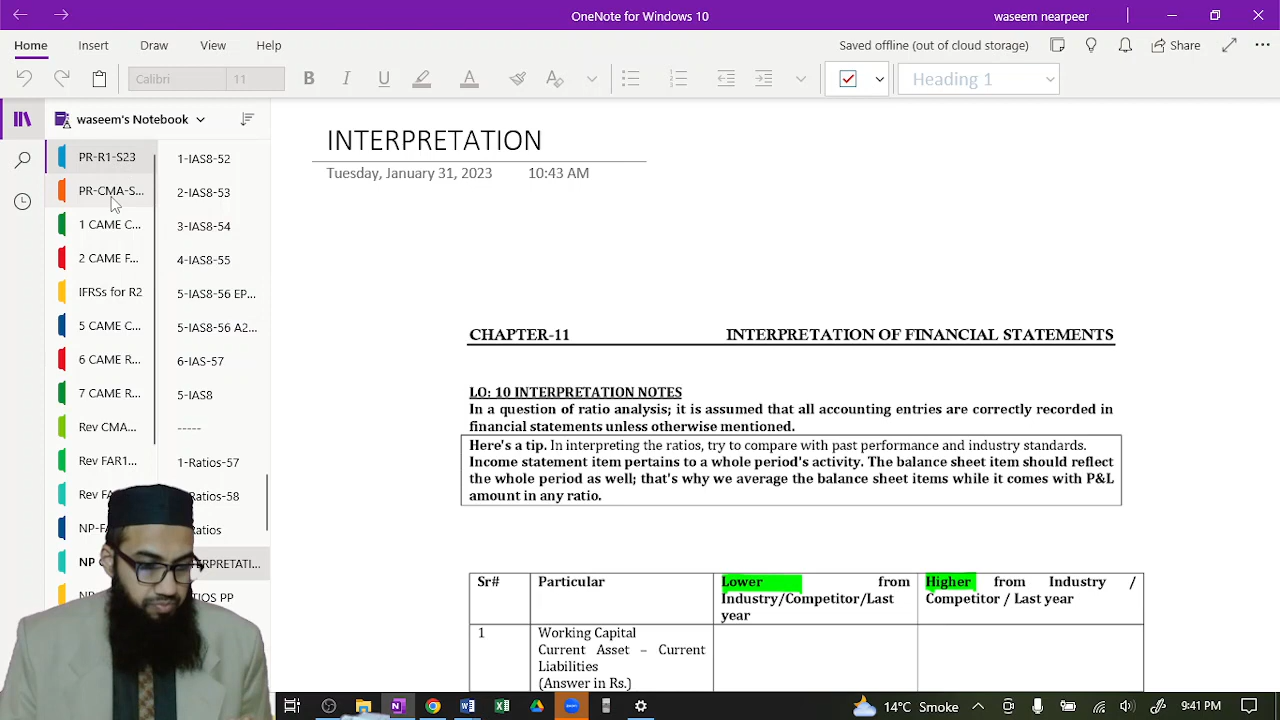 OneNote for Windows 10
waseem nearpeer
Home Insert Draw View Help
Saved offline (out of cloud storage)
Share
Calibri 11
B I U A
Heading 1
waseem's Notebook
PR-R1-S23
PR-CMA-S...
1 CAME C...
2 CAME F...
IFRSs for R2
5 CAME C...
6 CAME R...
7 CAME R...
Rev CMA...
Rev FAR1...
Rev FA
NP-FA
NP
1-IAS8-52
2-IAS8-53
3-IAS8-54
4-IAS8-55
5-IAS8-56 EP...
5-IAS8-56 A2...
6-IAS-57
5-IAS8
-----
1-Ratios-57
Ratios-58
Ratios
ERPRETATI...
TIOS PP
INTERPRETATION
Tuesday, January 31, 2023 10:43 AM
CHAPTER-11 INTERPRETATION OF FINANCIAL STATEMENTS
LO: 10 INTERPRETATION NOTES
In a question of ratio analysis; it is assumed that all accounting entries are correctly recorded in
financial statements unless otherwise mentioned.
Here's a tip. In interpreting the ratios, try to compare with past performance and industry standards.
Income statement item pertains to a whole period's activity. The balance sheet item should reflect
the whole period as well; that's why we average the balance sheet items while it comes with P&L
amount in any ratio.
Sr#
Particular
Lower from
Industry/Competitor/Last
year
Higher from Industry /
Competitor / Last year
1
Working Capital
Current Asset – Current
Liabilities
(Answer in Rs.)
14°C Smoke
9:41 PM